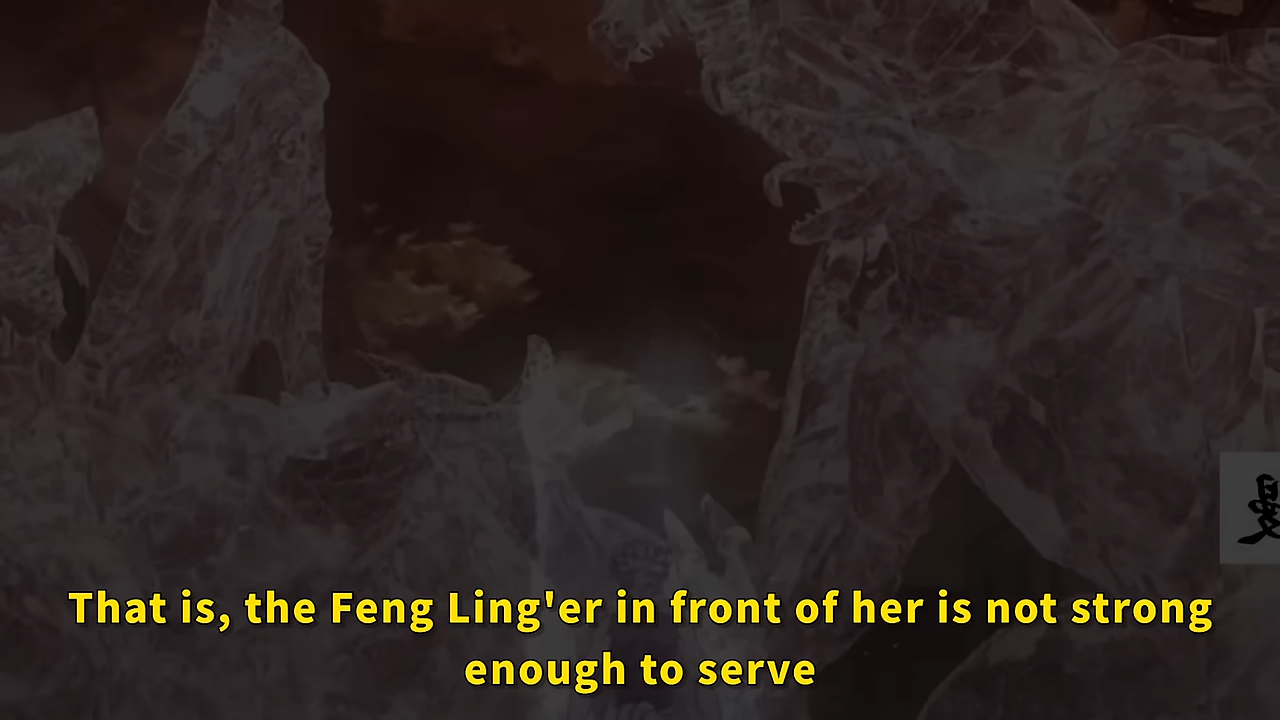 That is, the Feng Ling'er in front of her is not strong
enough to serve